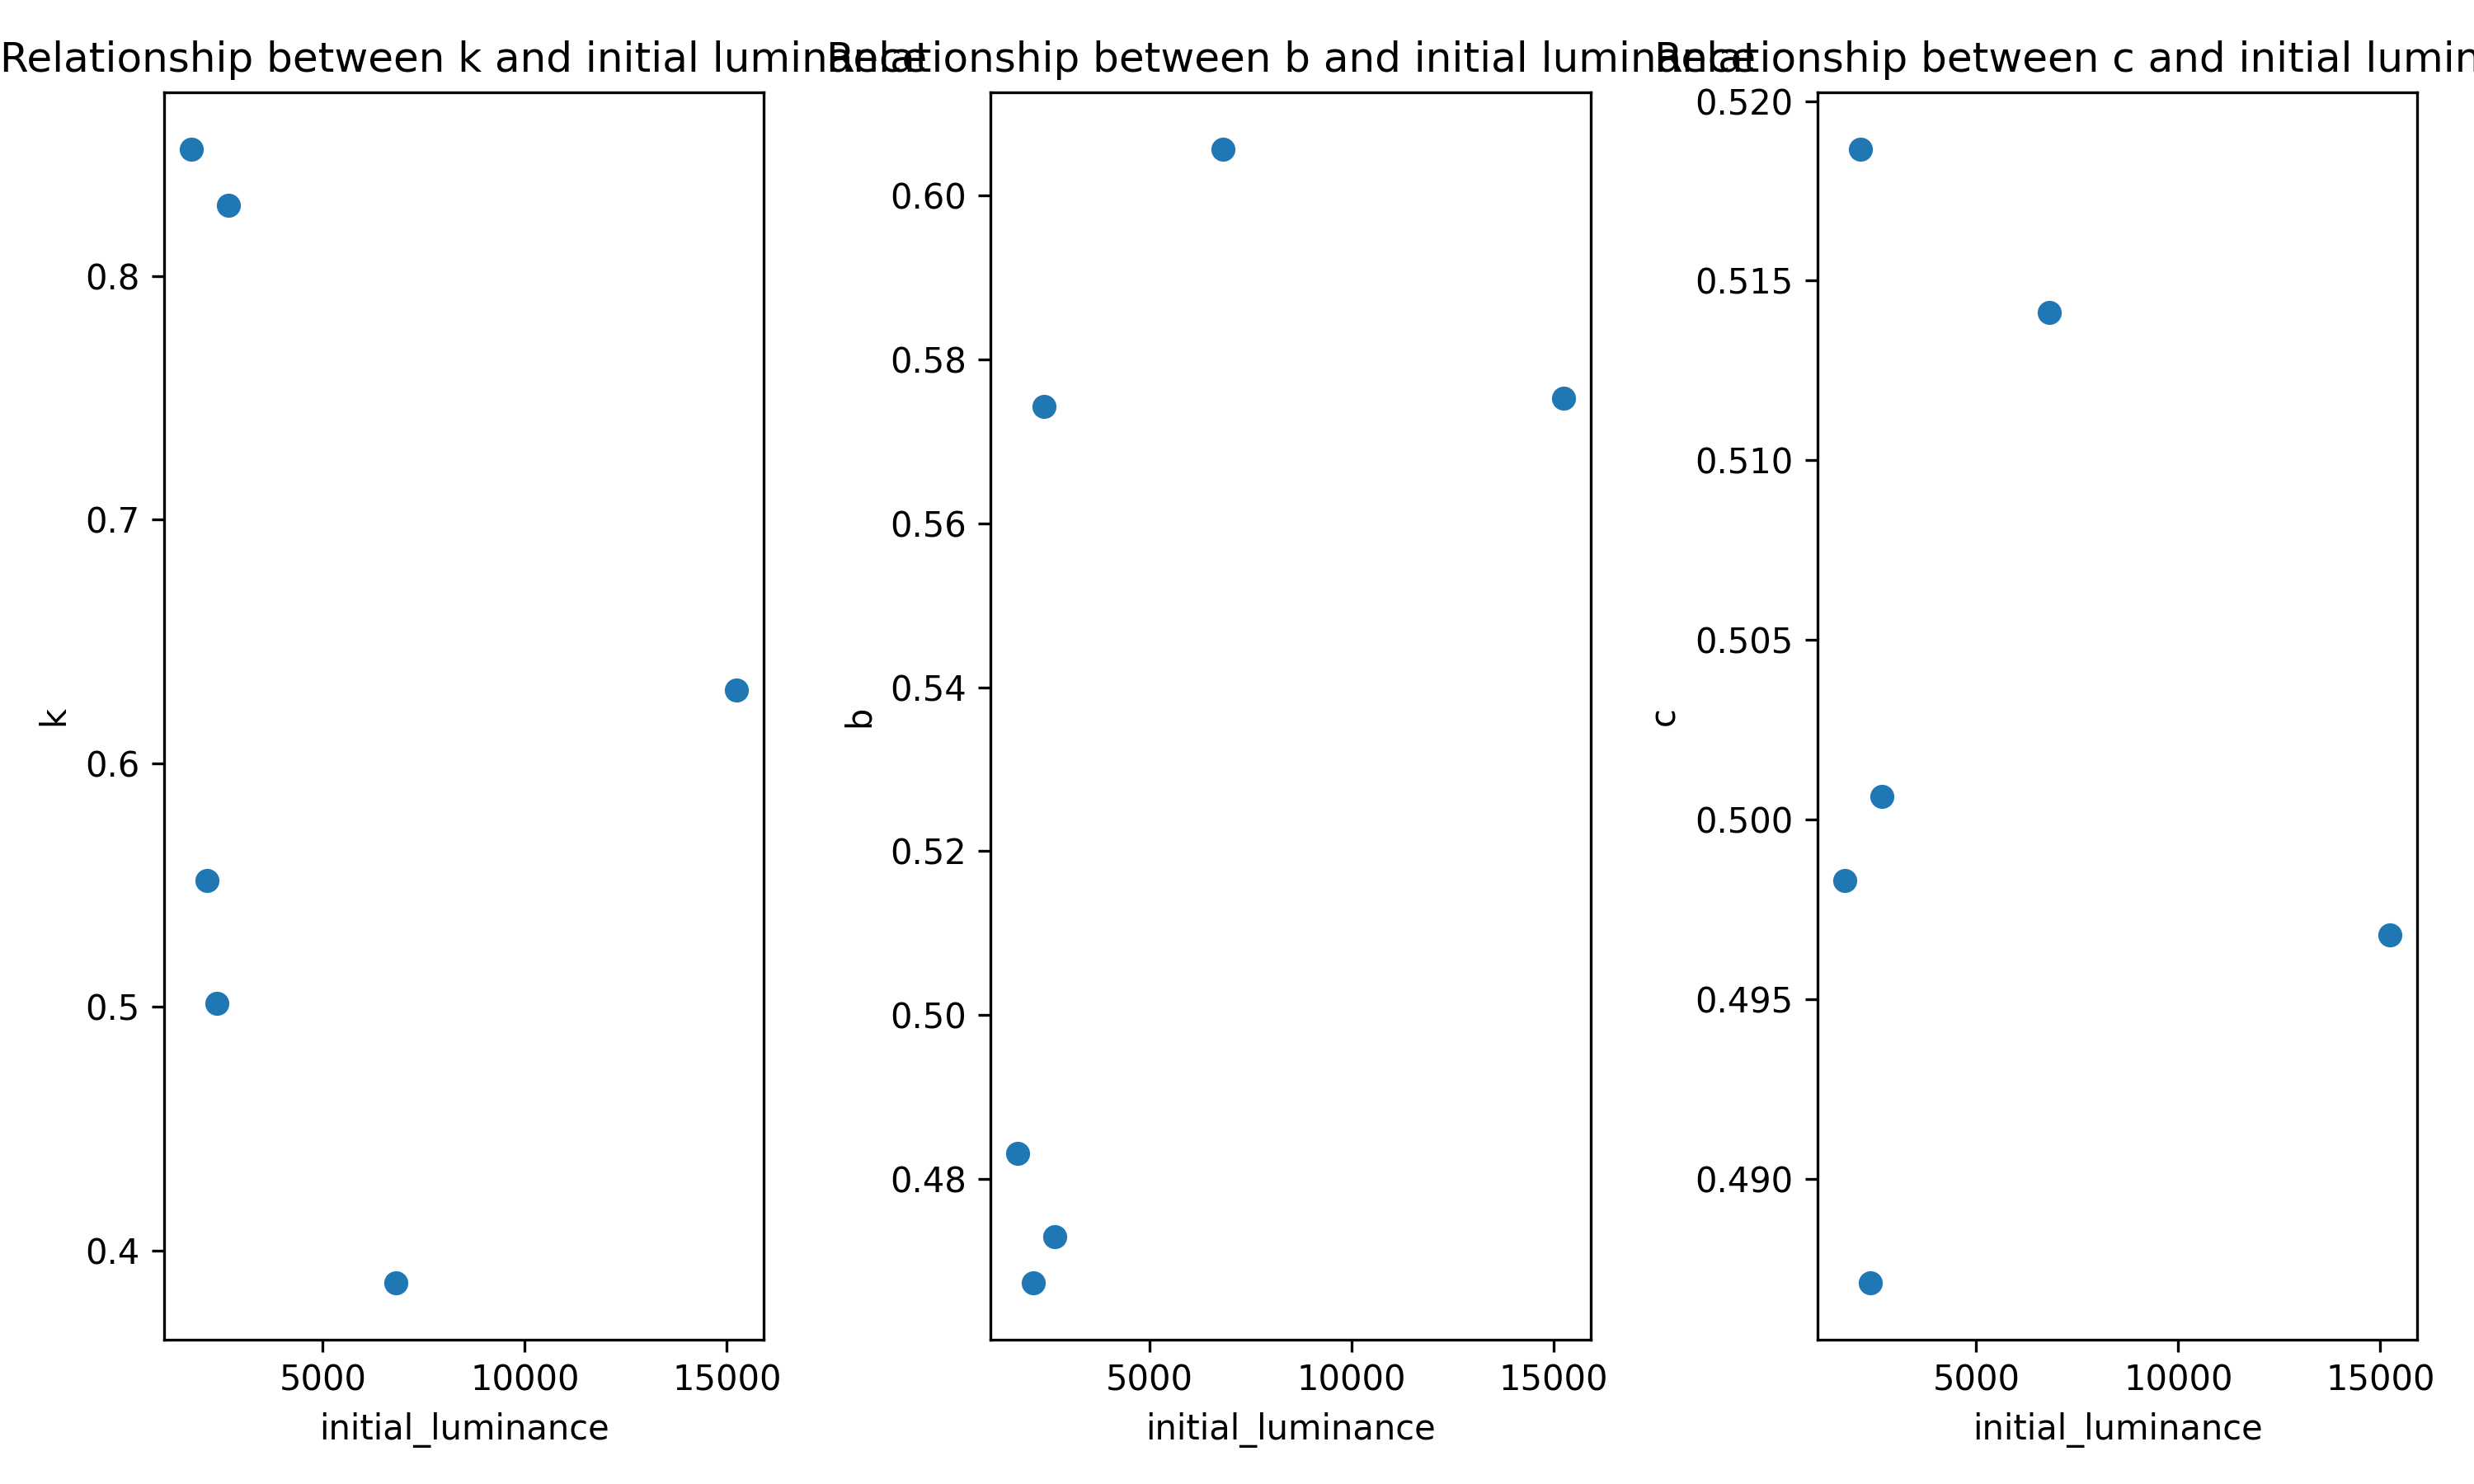 Relationship between k and initial luminance
Relationship between b and initial luminance
Relationship between c and initial lumin
0.8
0.7
0.6
0.5
0.4
k
5000 10000 15000
initial_luminance
0.60
0.58
0.56
0.54
0.52
0.50
0.48
b
5000 10000 15000
initial_luminance
0.520
0.515
0.510
0.505
0.500
0.495
0.490
c
5000 10000 15000
initial_luminance